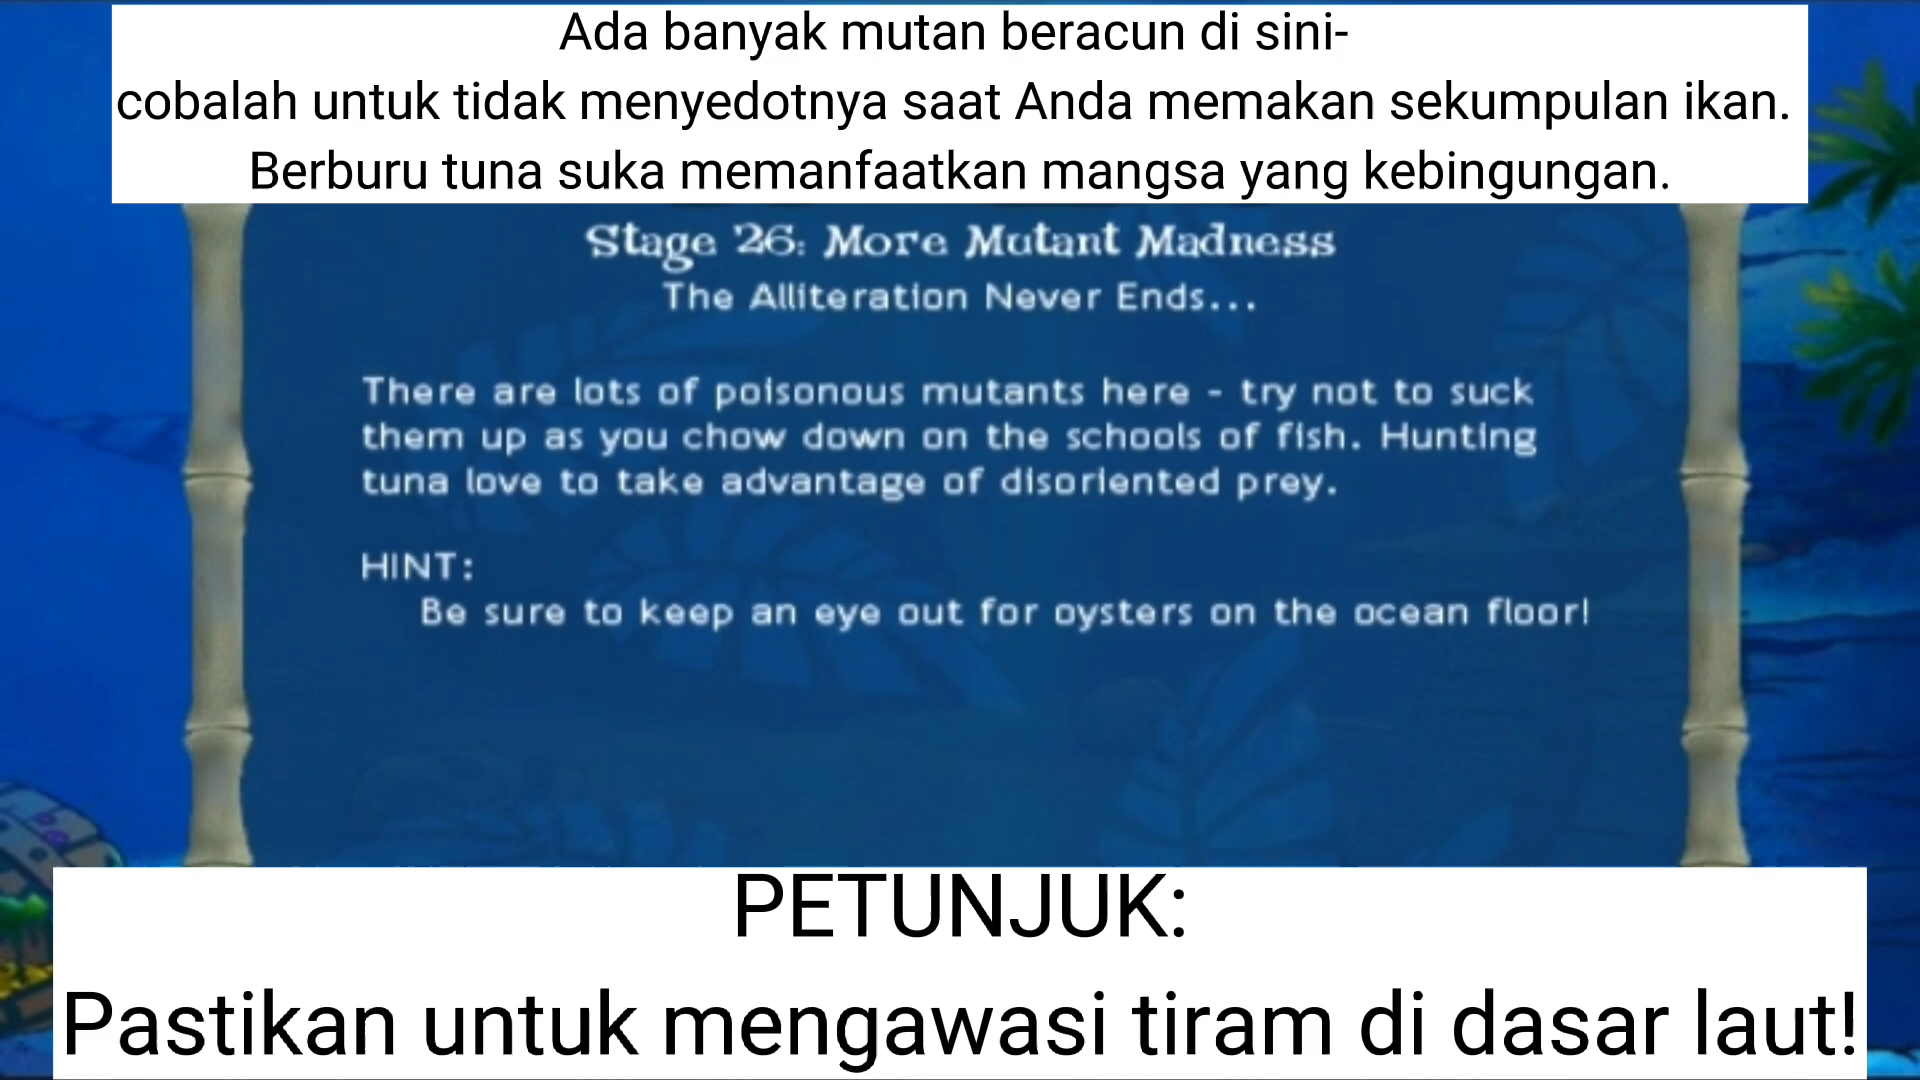 Ada banyak mutan beracun di sini-
cobalah untuk tidak menyedotnya saat Anda memakan sekumpulan ikan.
Berburu tuna suka memanfaatkan mangsa yang kebingungan.
Stage 26: More Mutant Madness
The Alliteration Never Ends...
There are lots of poisonous mutants here - try not to suck
them up as you chow down on the schools of fish. Hunting
tuna love to take advantage of disoriented prey.
HINT:
Be sure to keep an eye out for oysters on the ocean floor!
PETUNJUK:
Pastikan untuk mengawasi tiram di dasar laut!